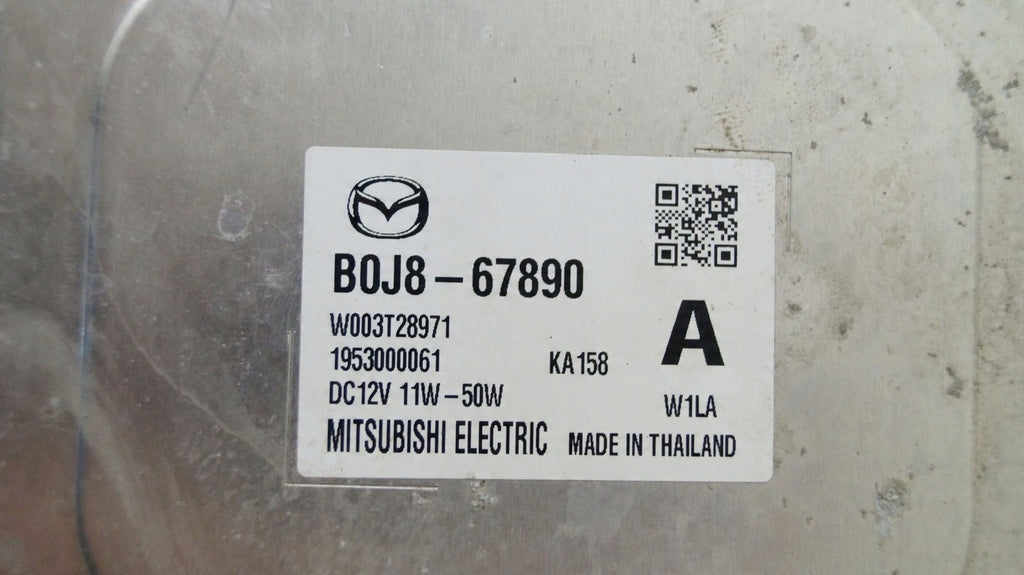 B0J8-67890
W003T28971
1953000061 KA158
A
DC12V 11W-50W
W1LA
MITSUBISHI ELECTRIC MADE IN THAILAND